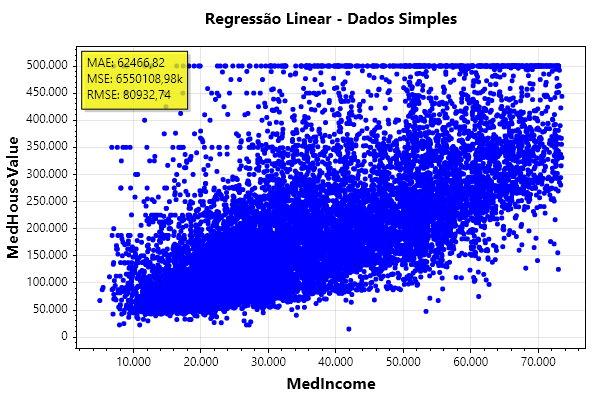 Regressão Linear - Dados Simples
MAE: 62466,82
MSE: 6550108,98k
RMSE: 80932,74
500.000
450.000
400.000
350.000
300.000
250.000
200.000
150.000
100.000
50.000
0
MedHouseValue
10.000 20.000 30.000 40.000 50.000 60.000 70.000
MedIncome